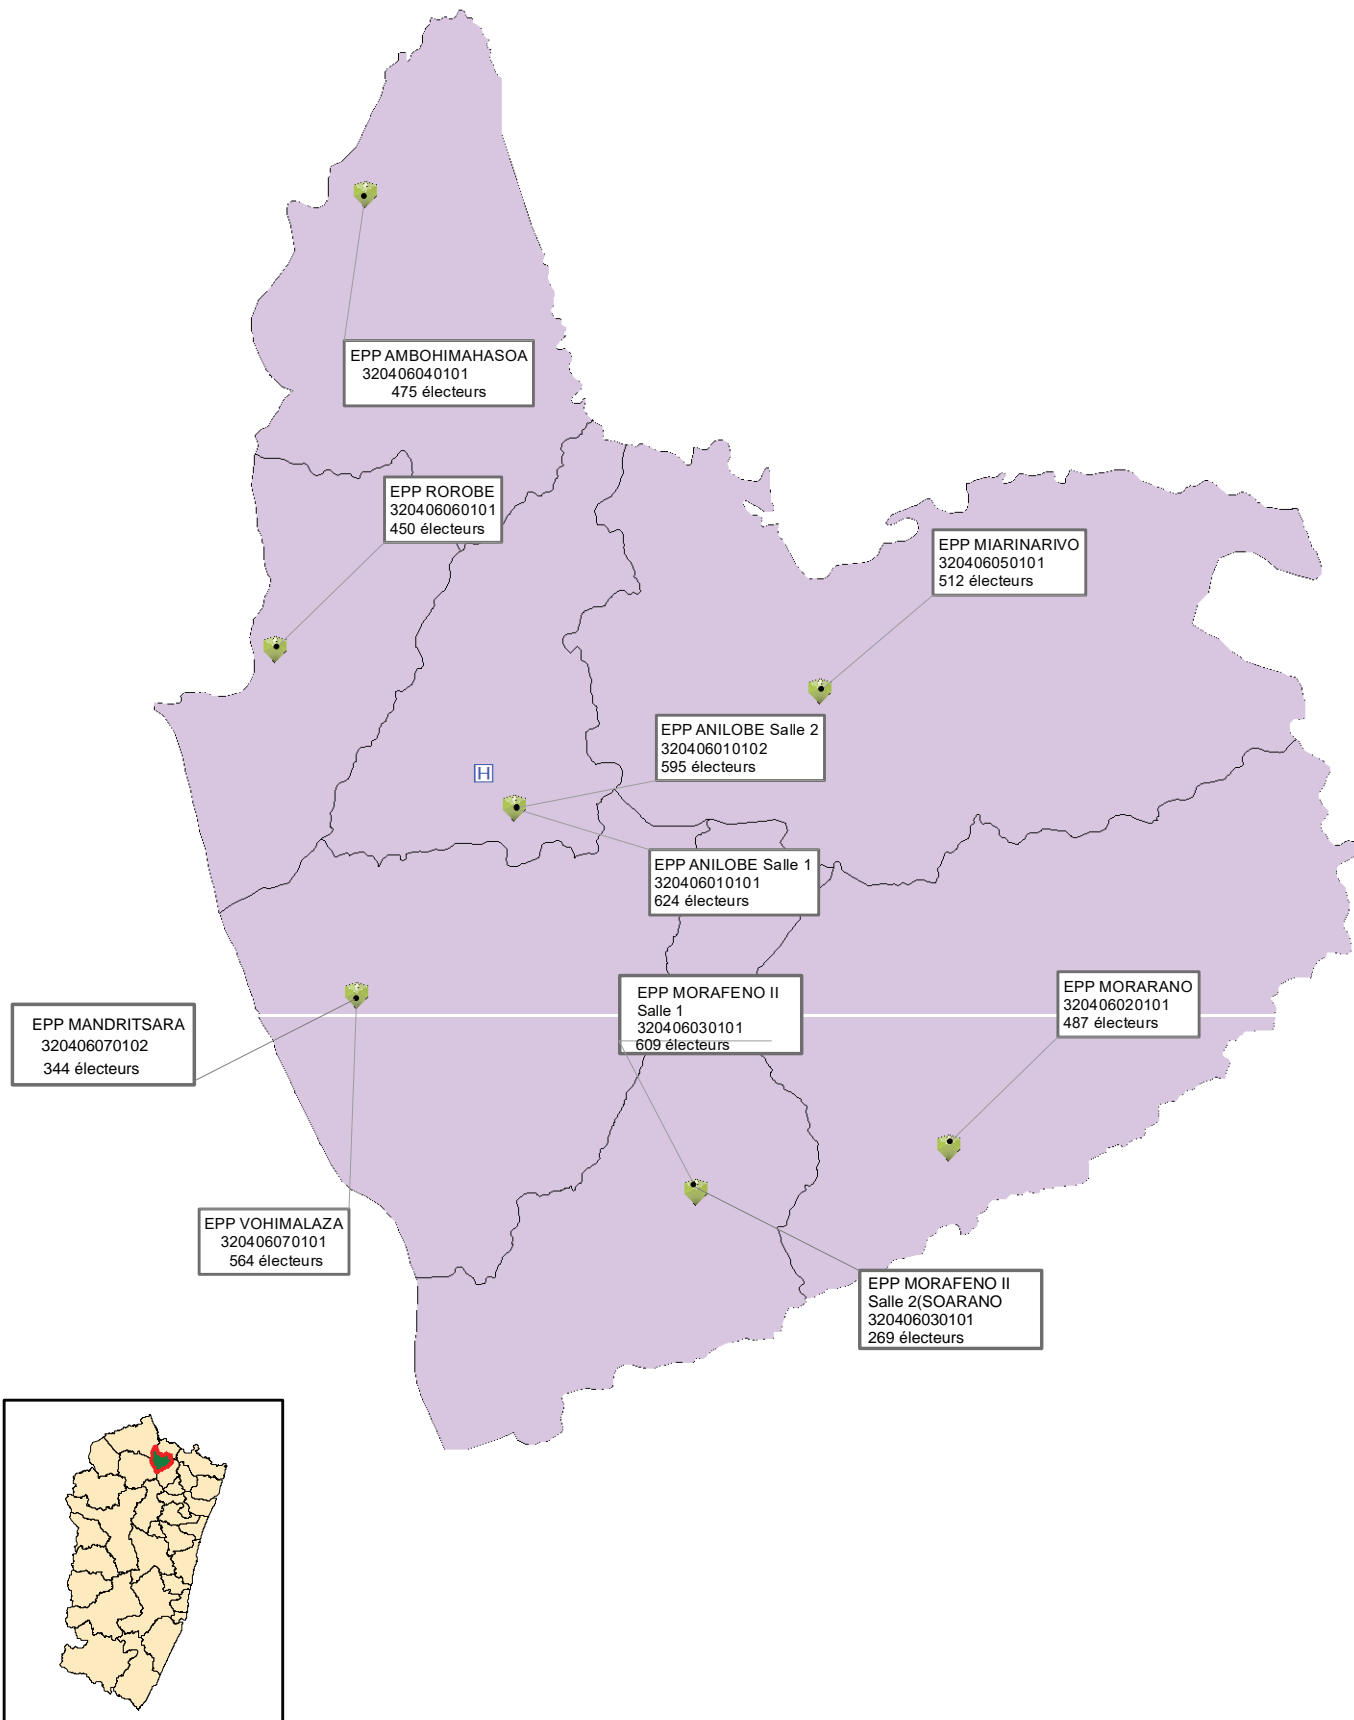 EPP AMBOHIMAHASOA
320406040101
475 électeurs
EPP ROROBE
320406060101
450 électeurs
EPP MIARINARIVO
320406050101
512 électeurs
EPP ANILOBE Salle 2
320406010102
595 électeurs
H
EPP ANILOBE Salle 1
320406010101
624 électeurs
EPP MORAFENO II
Salle 1
320406030101
609 électeurs
EPP MORARANO
320406020101
487 électeurs
EPP MANDRITSARA
320406070102
344 électeurs
EPP VOHIMALAZA
320406070101
564 électeurs
EPP MORAFENO II
Salle 2(SOARANO
320406030101
269 électeurs